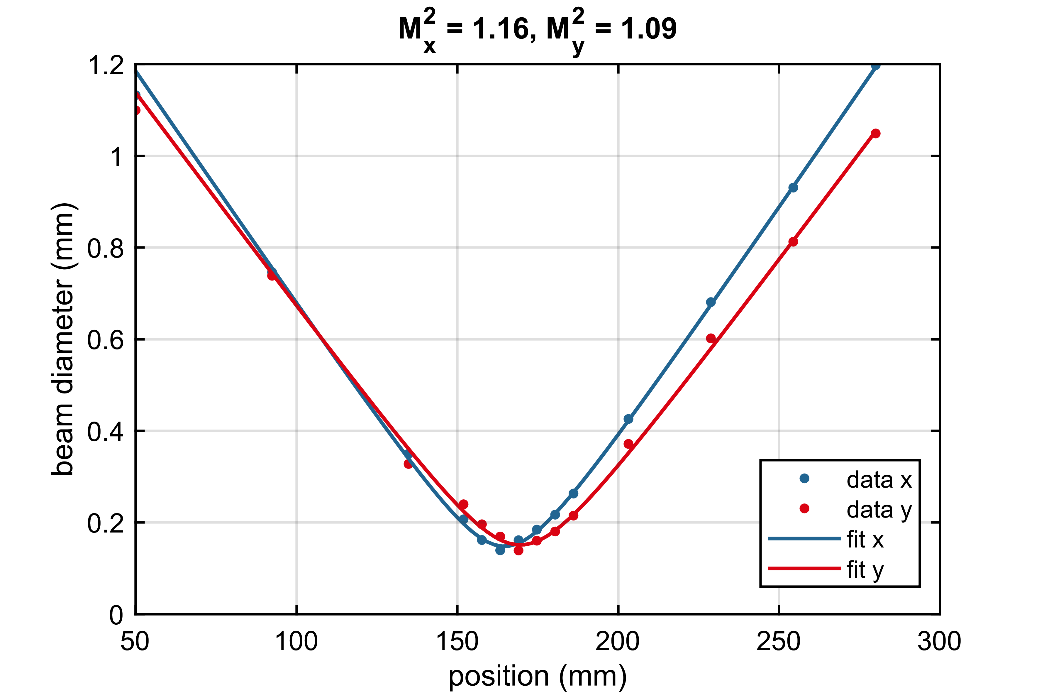 M²ₓ = 1.16, M²ᵧ = 1.09
1.2
1
0.8
0.6
0.4
0.2
0
beam diameter (mm)
data x
data y
fit x
fit y
50 100 150 200 250 300
position (mm)